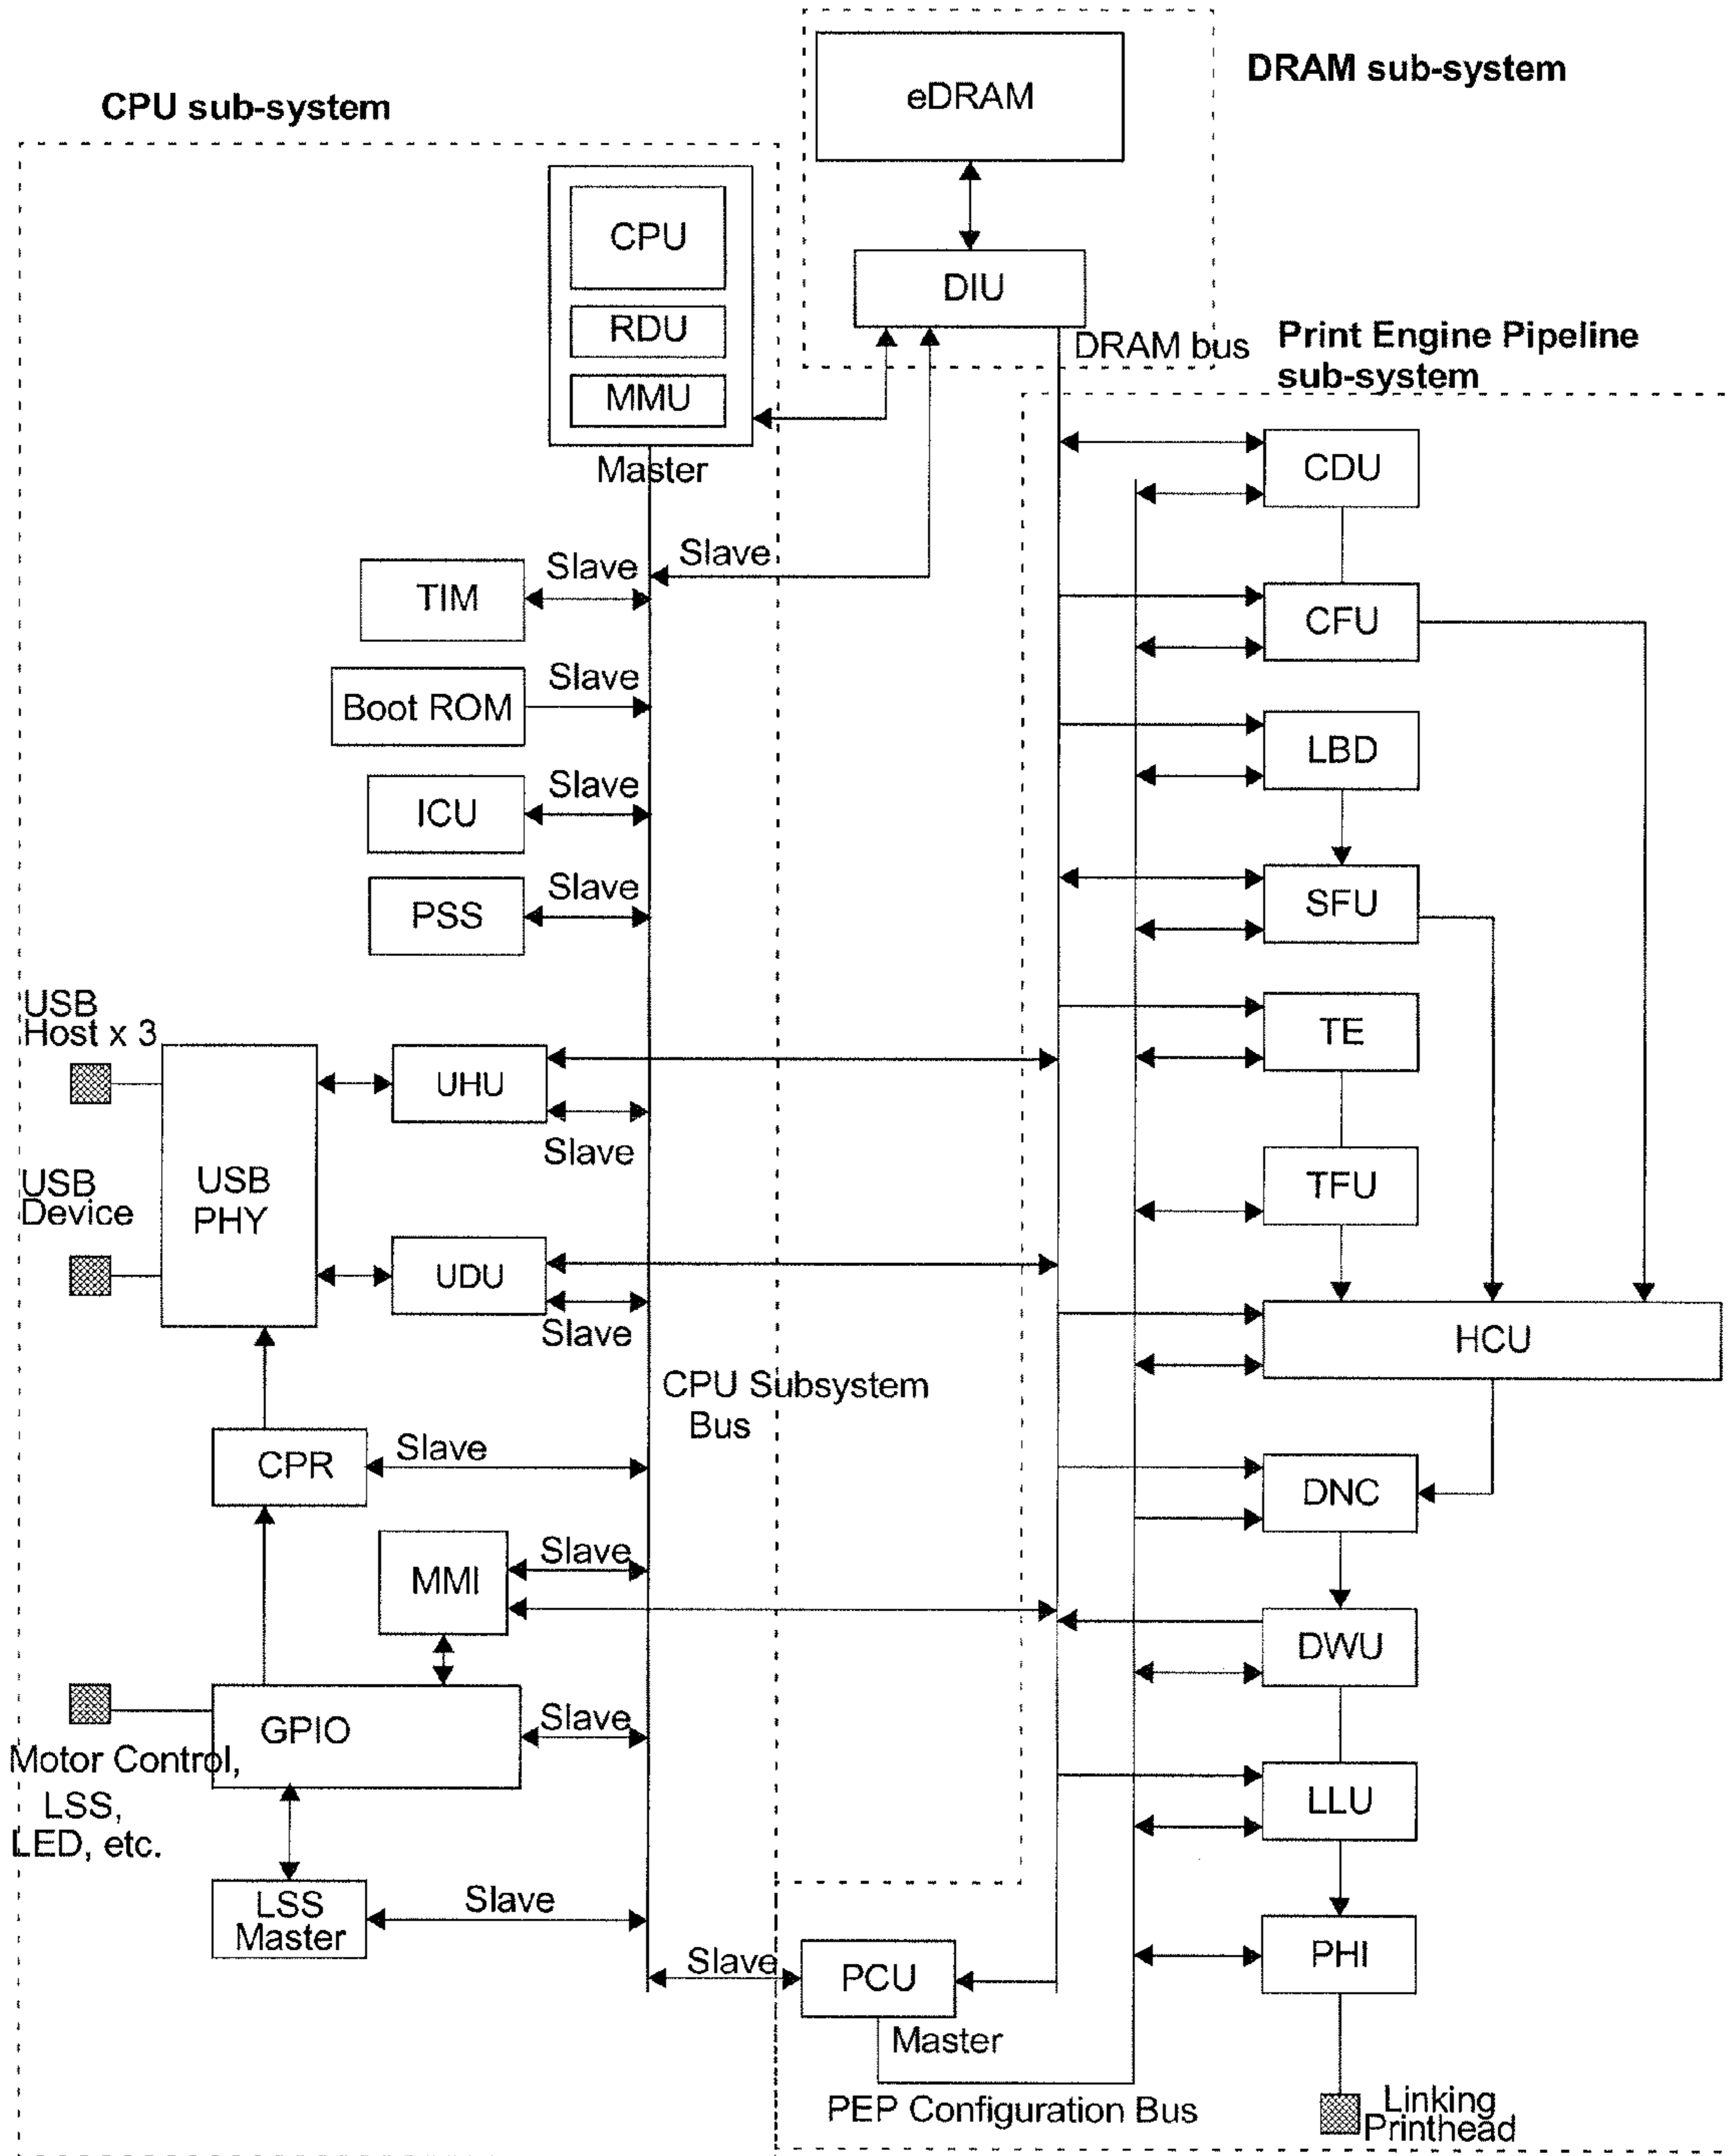 DRAM sub-system
CPU sub-system
eDRAM
CPU
DIU
RDU
DRAM bus
Print Engine Pipeline
sub-system
MMU
Master
CDU
Slave
Slave
TIM
CFU
Slave
Boot ROM
LBD
Slave
ICU
Slave
PSS
SFU
USB
Host x 3
TE
UHU
Slave
USB
Device
USB
PHY
TFU
UDU
Slave
HCU
CPU Subsystem
Bus
Slave
CPR
DNC
Slave
MMI
DWU
Slave
GPIO
Motor Control,
LSS,
LED, etc.
LLU
Slave
LSS
Master
PHI
Slave
PCU
Master
PEP Configuration Bus
Linking
Printhead